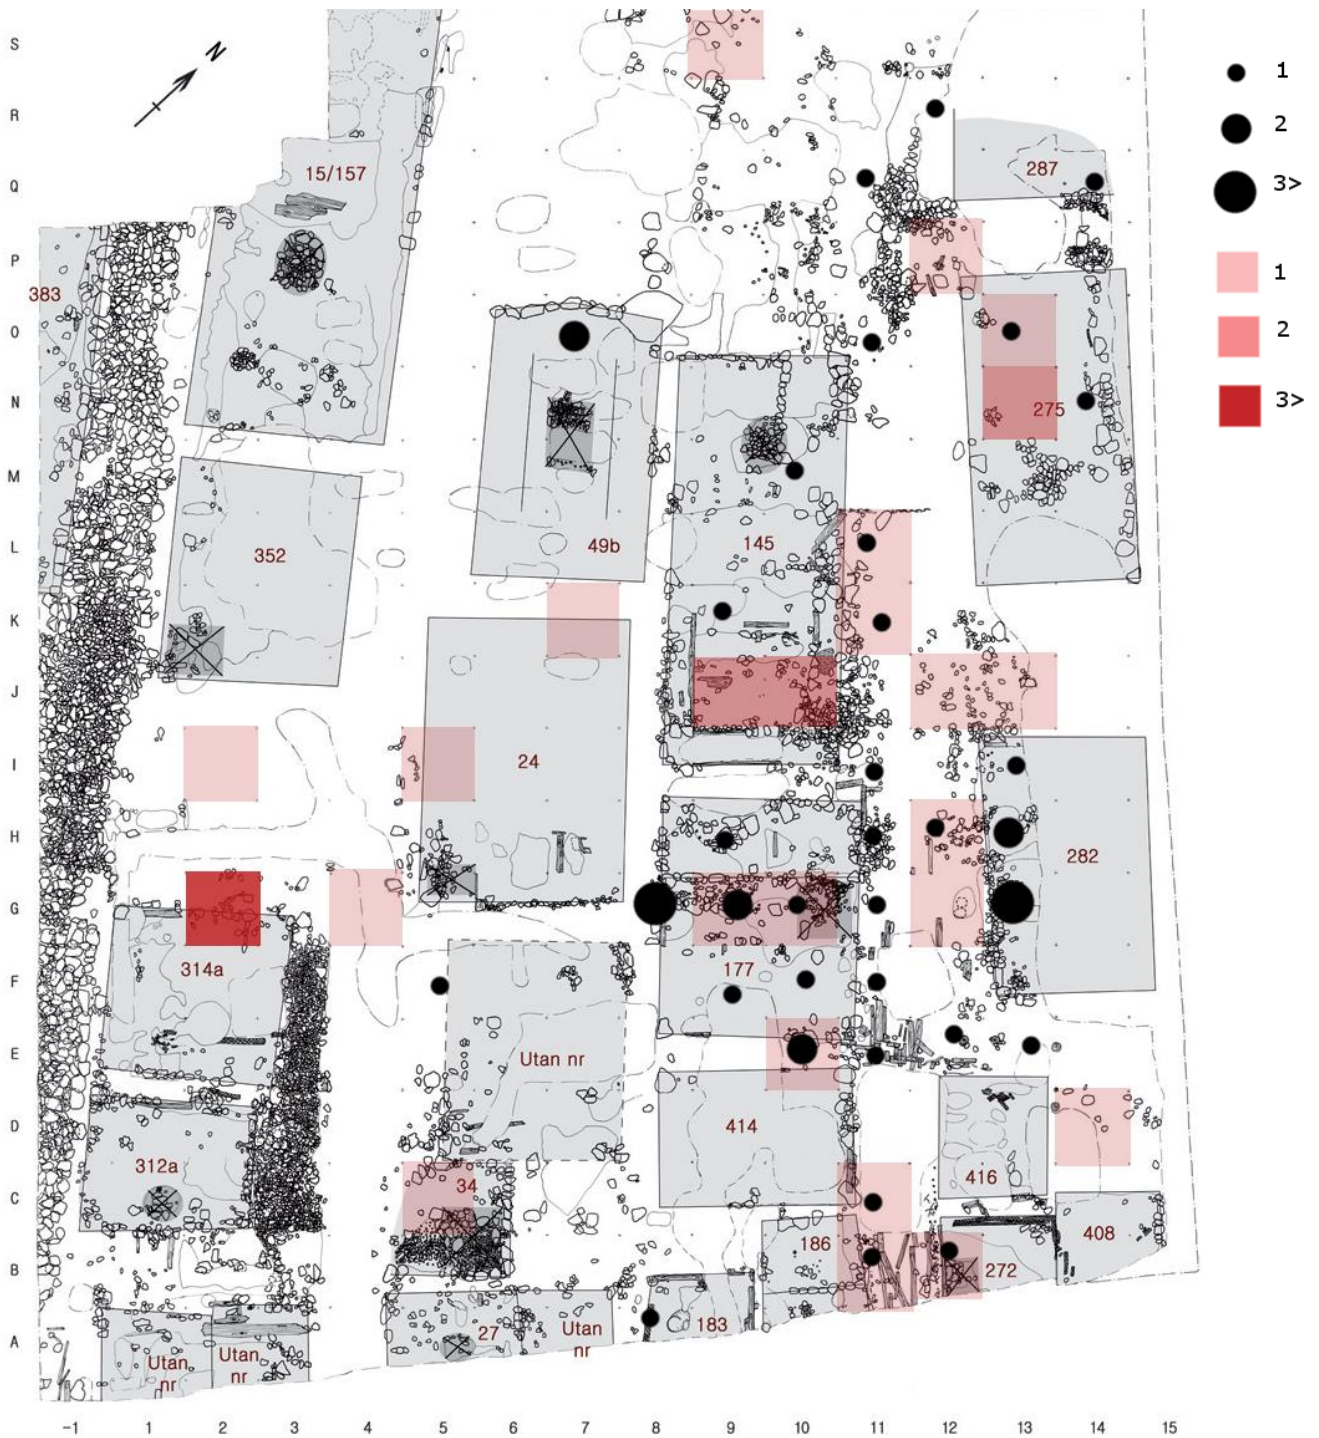 S
N
1
R
2
15/157
287
Q
3>
P
1
383
O
2
N
275
3>
M
L
352
49b
145
K
J
I
24
H
282
G
314a
177
F
E
Utan nr
D
414
312a
34
416
C
186
408
B
272
A
27
Utan
nr
183
Utan
nr
Utan
nr
-1 1 2 3 4 5 6 7 8 9 10 11 12 13 14 15